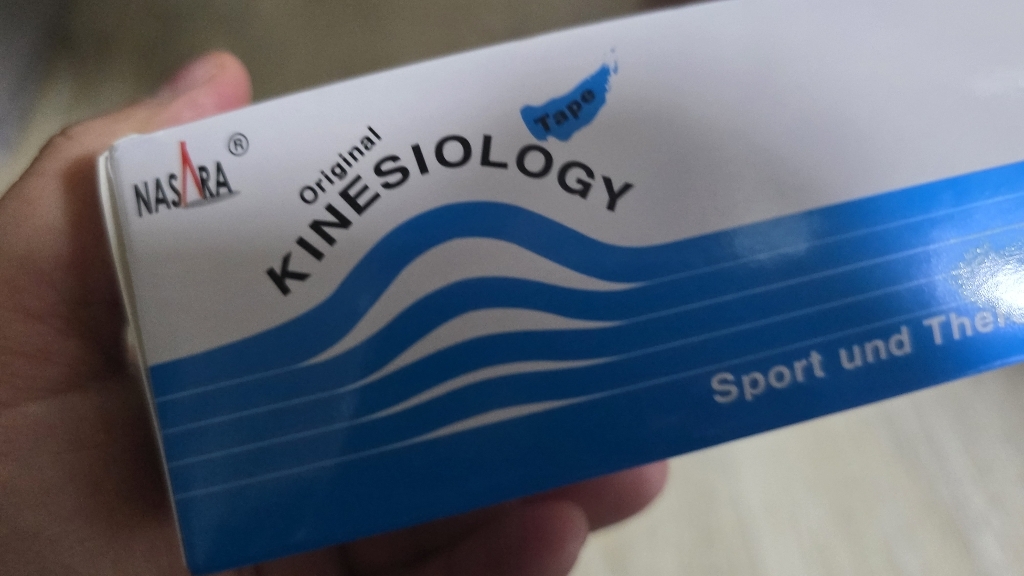 NASARA®
Original
KINESIOLOGY
Tape
Sport und